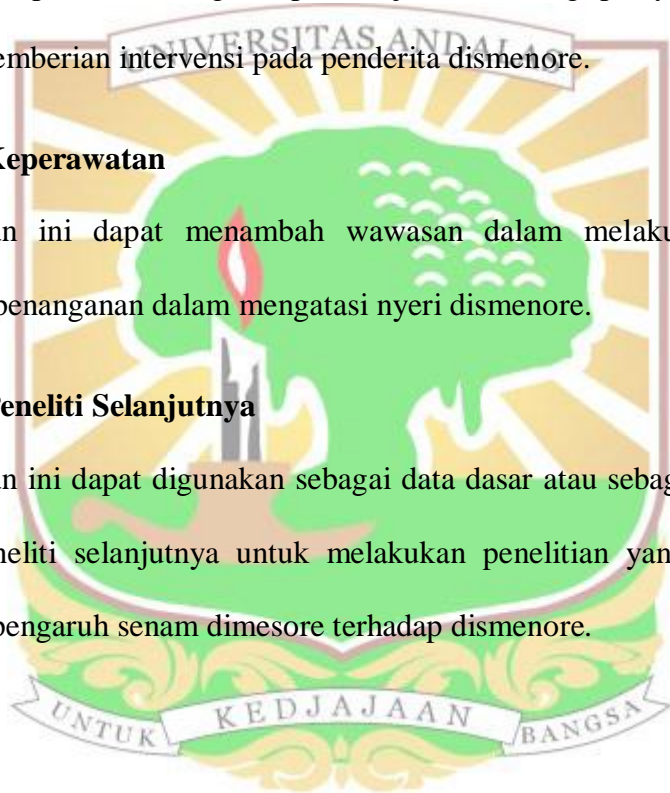 UNIVERSITAS ANDALAS
emberian intervensi pada penderita dismenore.
Keperawatan
an ini dapat menambah wawasan dalam melaku
penanganan dalam mengatasi nyeri dismenore.
Peneliti Selanjutnya
an ini dapat digunakan sebagai data dasar atau sebag
neliti selanjutnya untuk melakukan penelitian yan
pengaruh senam dimesore terhadap dismenore.
UNTUK KEDJAJAAN BANGSA